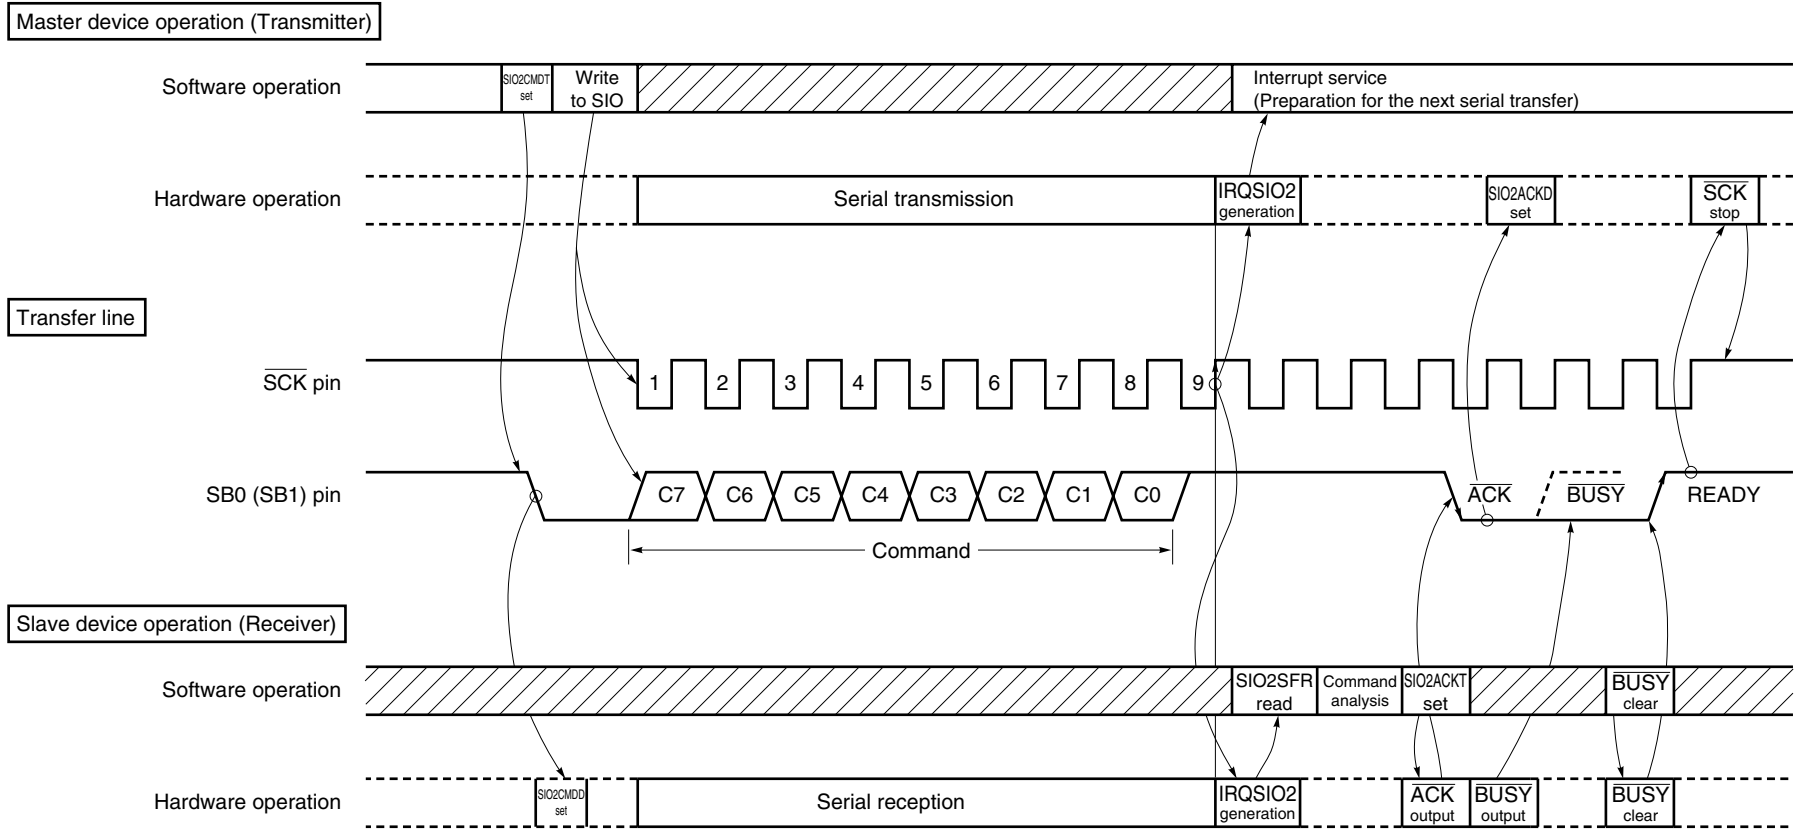 Master device operation (Transmitter)
Software operation
SIO2CMDT
set
Write
to SIO
Interrupt service
(Preparation for the next serial transfer)
Hardware operation
Serial transmission
IRQSIO2
generation
SIO2ACKD
set
SCK
stop
Transfer line
SCK pin
1 2 3 4 5 6 7 8 9
SB0 (SB1) pin
C7 C6 C5 C4 C3 C2 C1 C0
ACK
BUSY
READY
Command
Slave device operation (Receiver)
Software operation
SIO2SFR
read
Command
analysis
SIO2ACKT
set
BUSY
clear
Hardware operation
SIO2CMDD
set
Serial reception
IRQSIO2
generation
ACK
output
BUSY
output
BUSY
clear